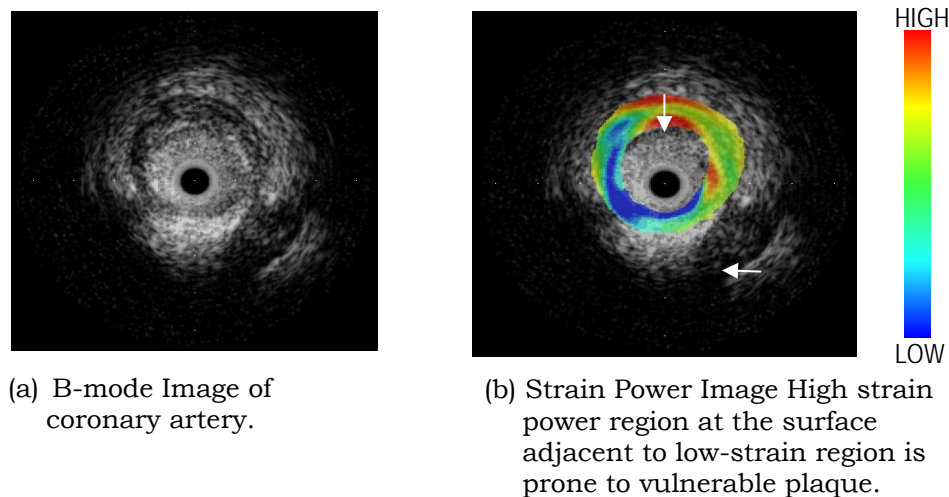 HIGH
LOW
(a) B-mode Image of
coronary artery.
(b) Strain Power Image High strain
power region at the surface
adjacent to low-strain region is
prone to vulnerable plaque.